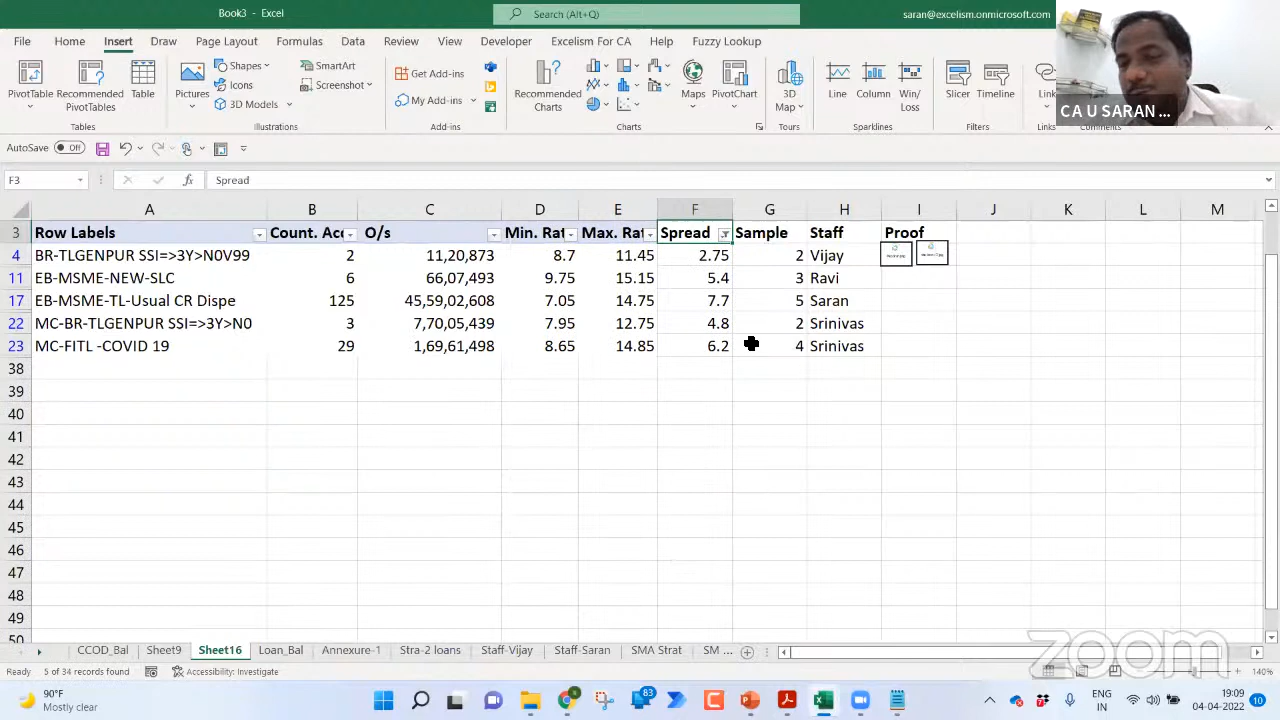 Book3 - Excel
Search (Alt+Q)
saran@excelism.onmicrosoft.com
File Home Insert Draw Page Layout Formulas Data Review View Developer Excelism For CA Help Fuzzy Lookup
PivotTable Recommended PivotTables Table
Pictures Shapes Icons 3D Models SmartArt Screenshot
Get Add-ins My Add-in
Recommended Charts Maps PivotChart
3D Map Line Column Win/Loss
Slicer Timeline Link
Tables Illustrations Add-ins Charts Tours Sparklines Filters Links Comments
CA U SARAN ...
AutoSave Off
F3 fx Spread
A B C D E F G H I J K L M
3 Row Labels Count. Acc O/s Min. Rat Max. Rat Spread Sample Staff Proof
4 BR-TLGENPUR SSI=>3Y>N0V99 2 11,20,873 8.7 11.45 2.75 2 Vijay
11 EB-MSME-NEW-SLC 6 66,07,493 9.75 15.15 5.4 3 Ravi
17 EB-MSME-TL-Usual CR Dispe 125 45,59,02,608 7.05 14.75 7.7 5 Saran
22 MC-BR-TLGENPUR SSI=>3Y>N0 3 7,70,05,439 7.95 12.75 4.8 2 Srinivas
23 MC-FITL -COVID 19 29 1,69,61,498 8.65 14.85 6.2 4 Srinivas
38
39
40
41
42
43
44
45
46
47
48
49
50
zoom
CCOD_Bal Sheet9 Sheet16 Loan_Bal Annexure-1 Staff-Vijay Staff-Saran SMA Strat SM ...
Ready 5 of 34 records found Accessibility: Investigate 140%
90°F
Mostly clear
83
ENG
IN
19:09
04-04-2022
10